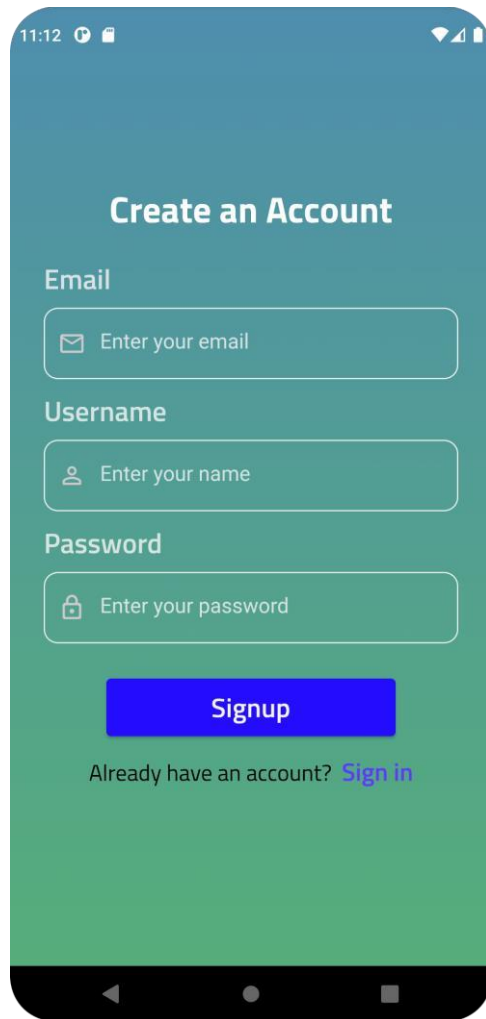 11:12
Create an Account
Email
Enter your email
Username
Enter your name
Password
Enter your password
Signup
Already have an account? Sign in